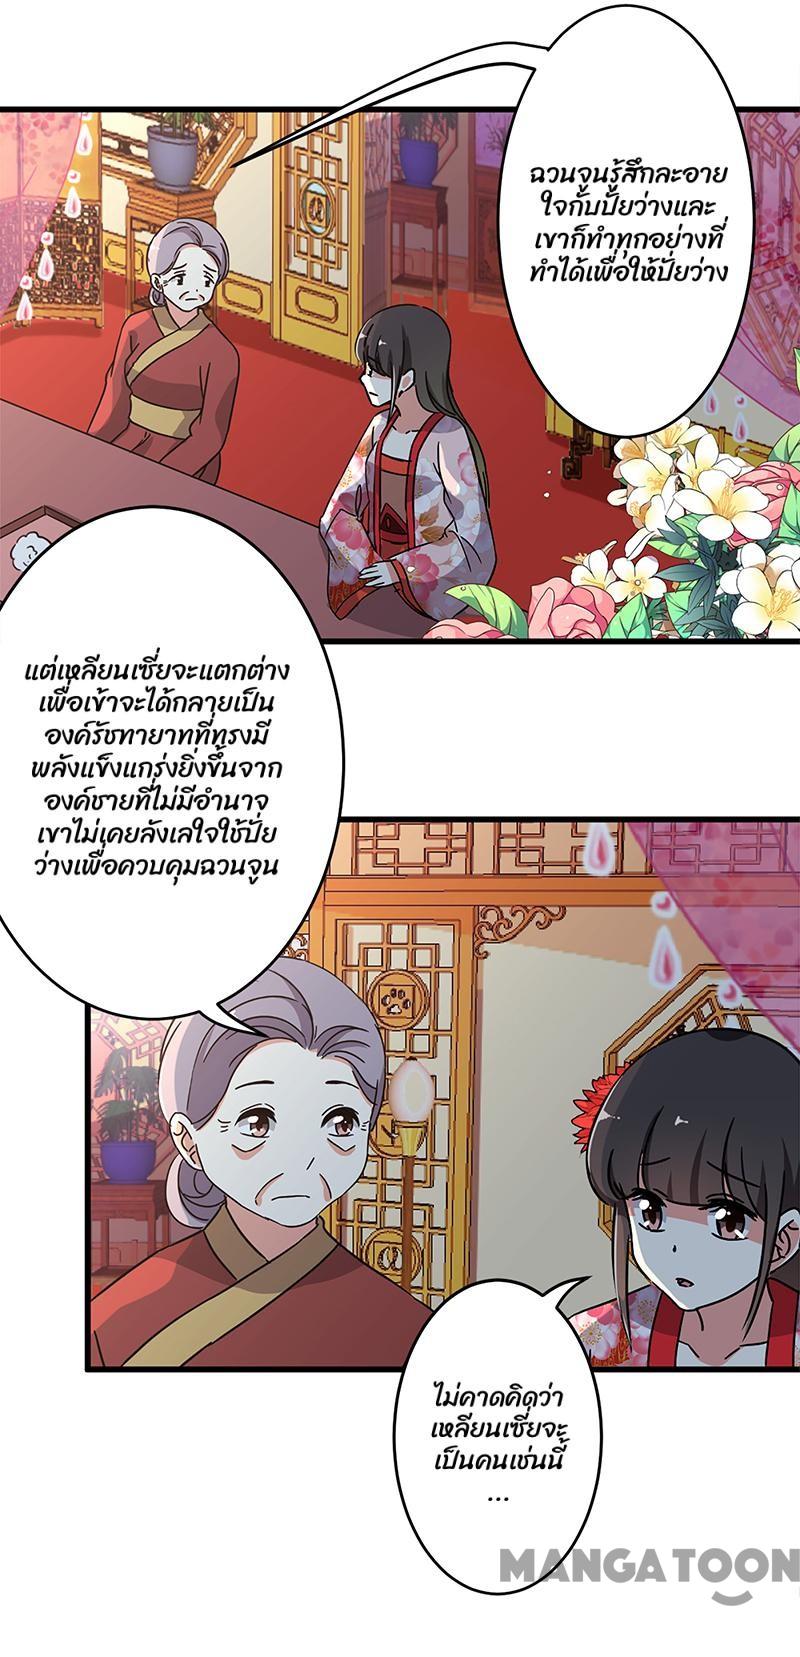 ฉวนจูนรู้สึกละอาย
ใจกับปั่ยว่างและ
เขาก็ทำทุกอย่างที่
ทำได้เพื่อให้ปั่ยว่าง
แต่เหลียนเซี่ยจะแตกต่าง
เพื่อเข้าจะได้กลายเป็น
องค์รัชทายาทที่ทรงมี
พลังแข็งแกร่งยิ่งขึ้นจาก
องค์ชายที่ไม่มีอำนาจ
เขาไม่เคยลังเลใจใช้ปั่ย
ว่างเพื่อควบคุมฉวนจูน
ไม่คาดคิดว่า
เหลียนเซี่ยจะ
เป็นคนเช่นนี้
...
MANGATOON